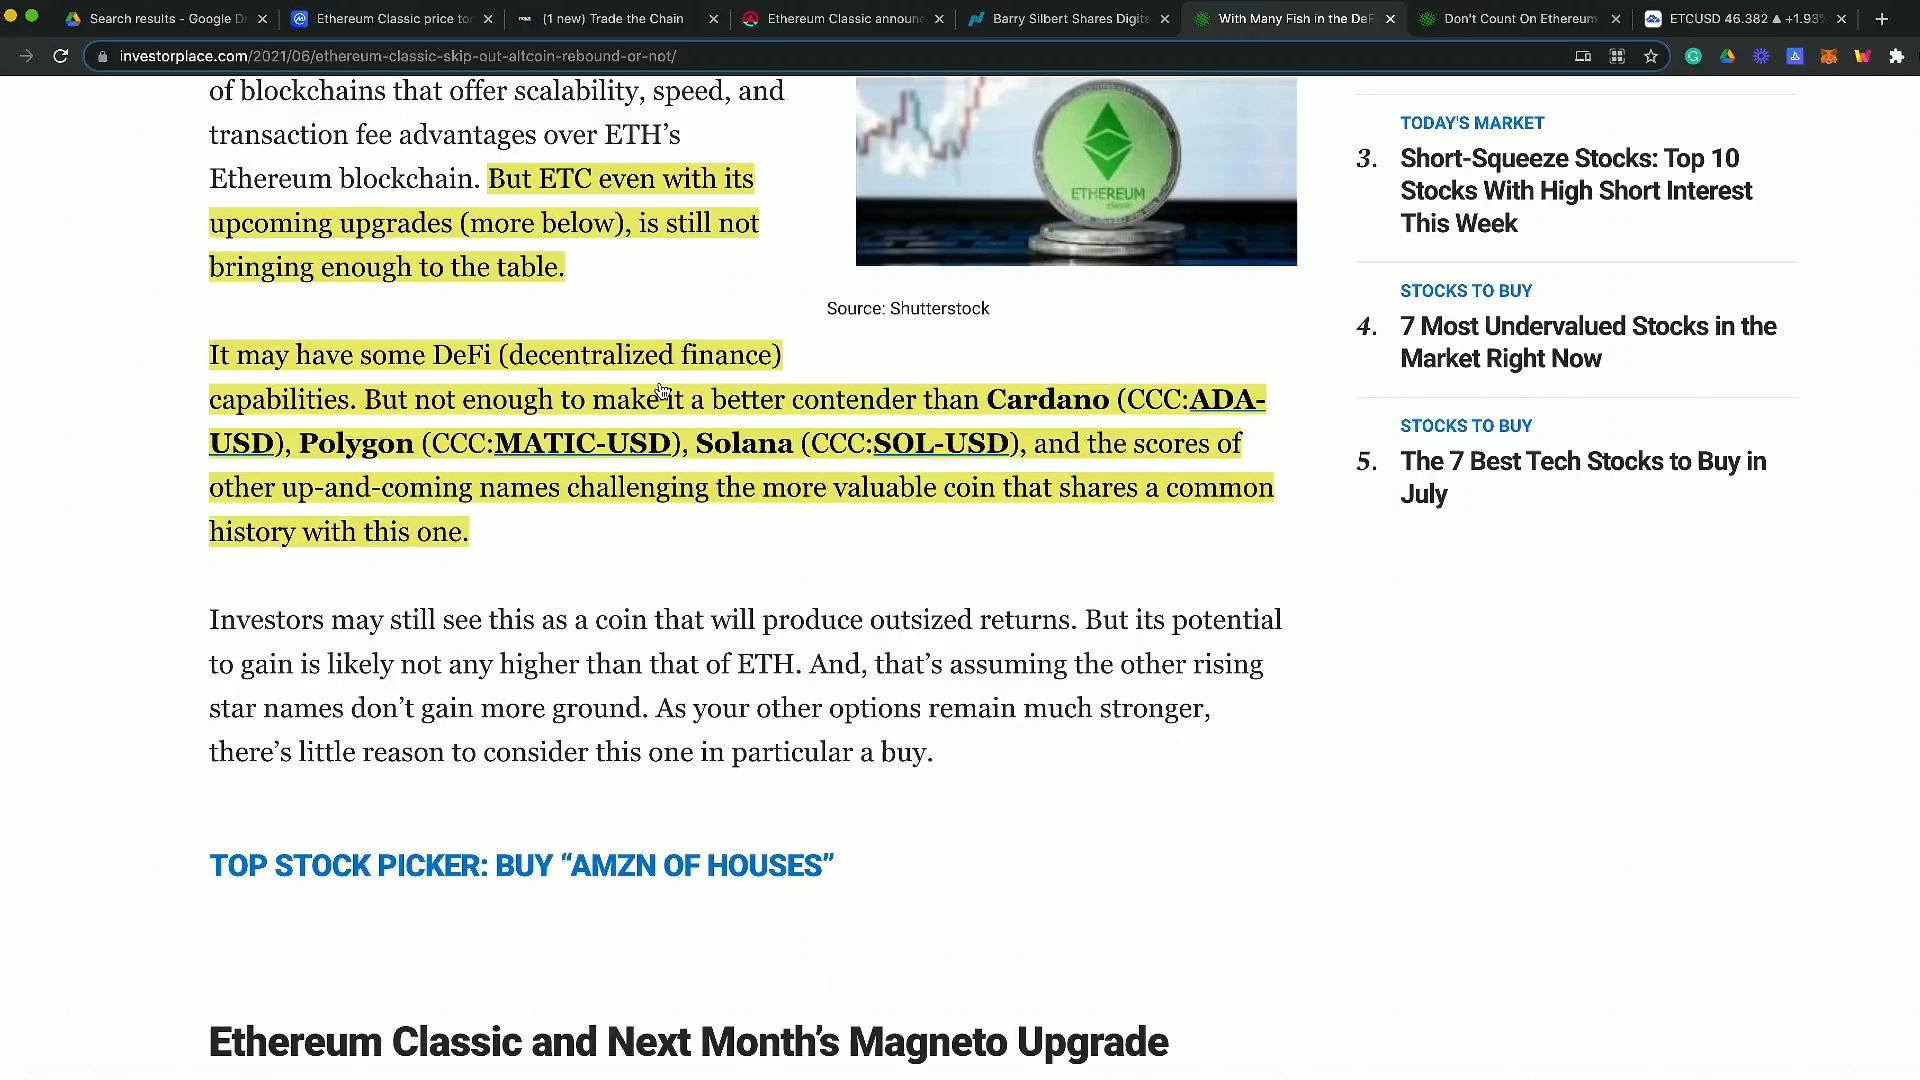 Search results - Google Dr
Ethereum Classic price to
(1 new) Trade the Chain
Ethereum Classic announ
Barry Silbert Shares Digita
With Many Fish in the DeF
Don't Count On Ethereum
ETCUSD 46.382 ▲ +1.93%
investorplace.com/2021/06/ethereum-classic-skip-out-altcoin-rebound-or-not/
of blockchains that offer scalability, speed, and
transaction fee advantages over ETH’s
Ethereum blockchain. But ETC even with its
upcoming upgrades (more below), is still not
bringing enough to the table.
ETHEREUM
classic
Source: Shutterstock
It may have some DeFi (decentralized finance)
capabilities. But not enough to make it a better contender than Cardano (CCC:ADA-
USD), Polygon (CCC:MATIC-USD), Solana (CCC:SOL-USD), and the scores of
other up-and-coming names challenging the more valuable coin that shares a common
history with this one.
Investors may still see this as a coin that will produce outsized returns. But its potential
to gain is likely not any higher than that of ETH. And, that’s assuming the other rising
star names don’t gain more ground. As your other options remain much stronger,
there’s little reason to consider this one in particular a buy.
TOP STOCK PICKER: BUY “AMZN OF HOUSES”
Ethereum Classic and Next Month’s Magneto Upgrade
TODAY'S MARKET
3. Short-Squeeze Stocks: Top 10
Stocks With High Short Interest
This Week
STOCKS TO BUY
4. 7 Most Undervalued Stocks in the
Market Right Now
STOCKS TO BUY
5. The 7 Best Tech Stocks to Buy in
July